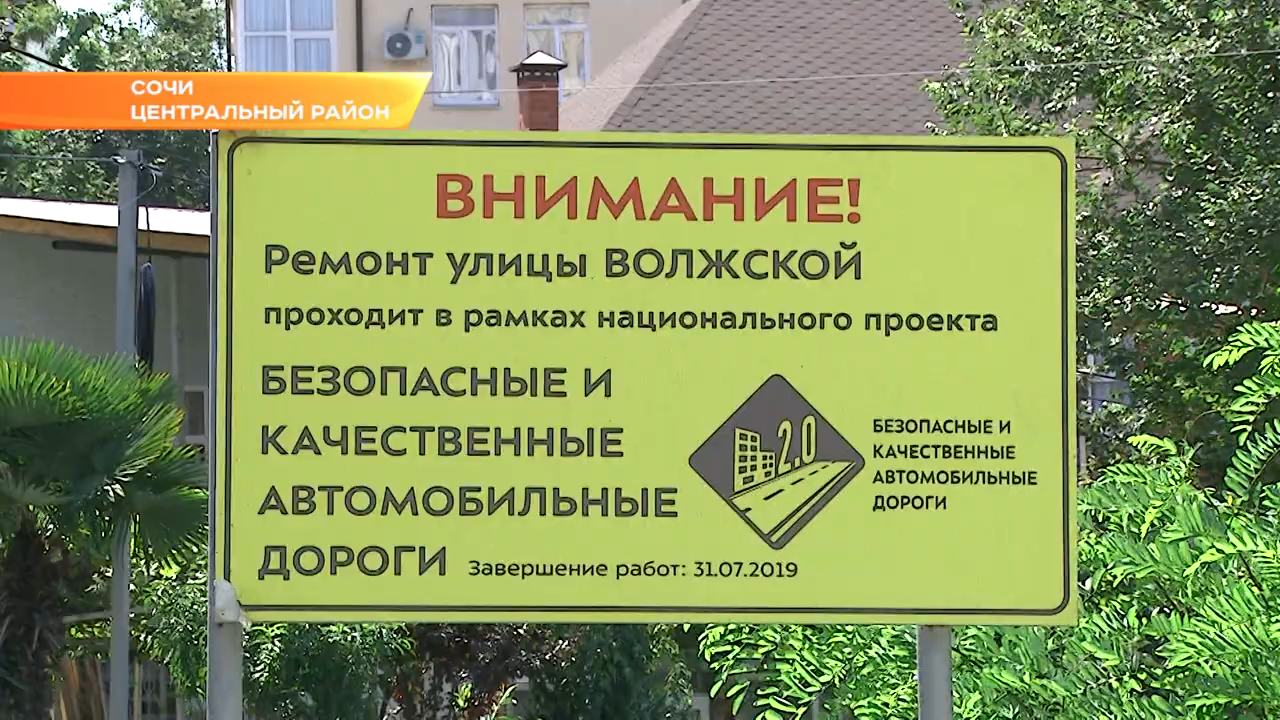 СОЧИ
ЦЕНТРАЛЬНЫЙ РАЙОН
ВНИМАНИЕ!
Ремонт улицы ВОЛЖСКОЙ
проходит в рамках национального проекта
БЕЗОПАСНЫЕ И
КАЧЕСТВЕННЫЕ
АВТОМОБИЛЬНЫЕ
ДОРОГИ
Завершение работ: 31.07.2019
2.0
БЕЗОПАСНЫЕ И
КАЧЕСТВЕННЫЕ
АВТОМОБИЛЬНЫЕ
ДОРОГИ